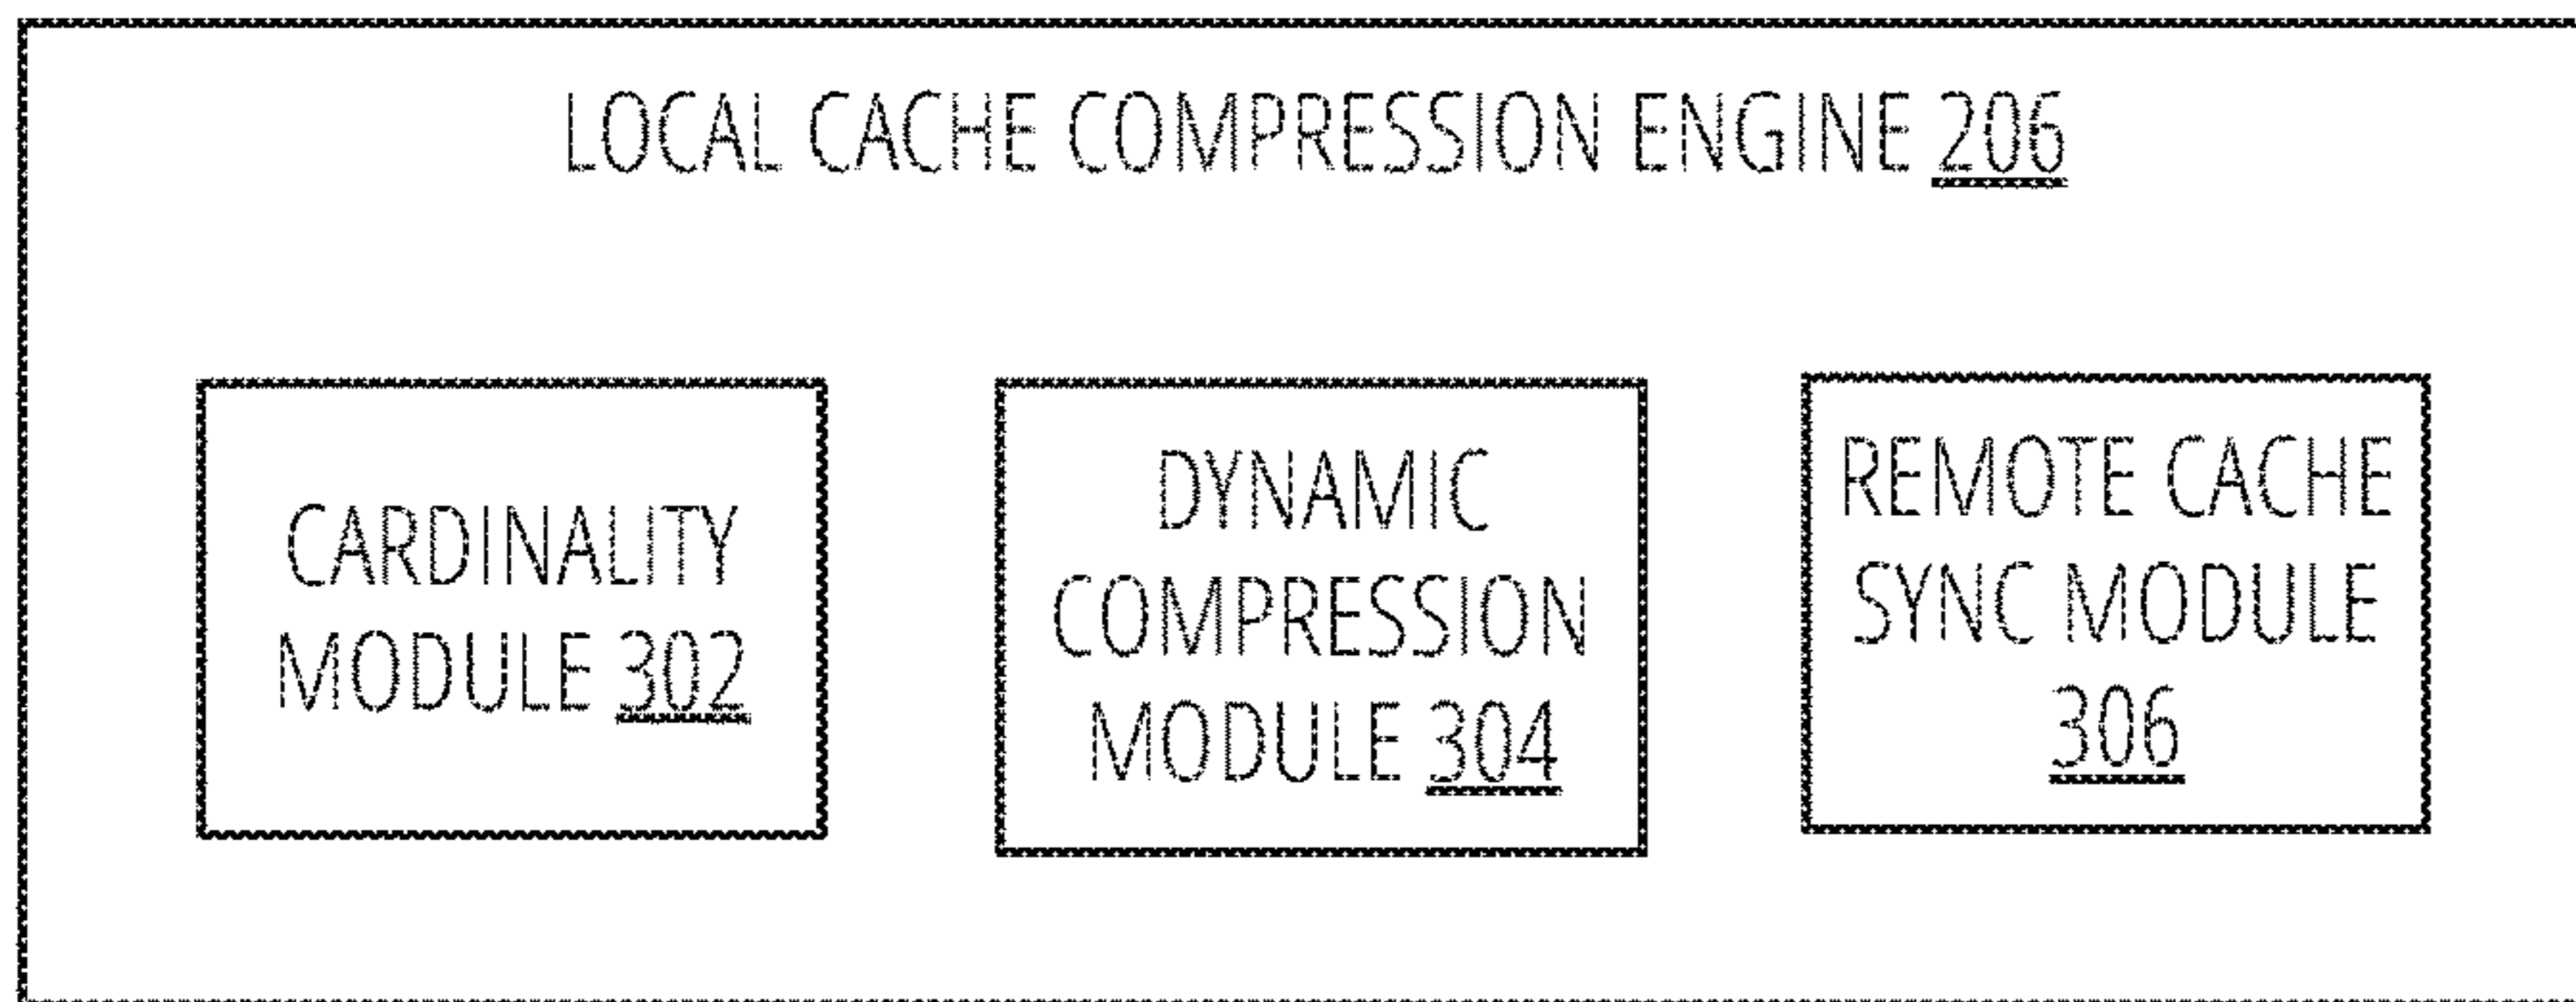 LOCAL CACHE COMPRESSION ENGINE 206
CARDINALITY
MODULE 302
DYNAMIC
COMPRESSION
MODULE 304
REMOTE CACHE
SYNC MODULE
306